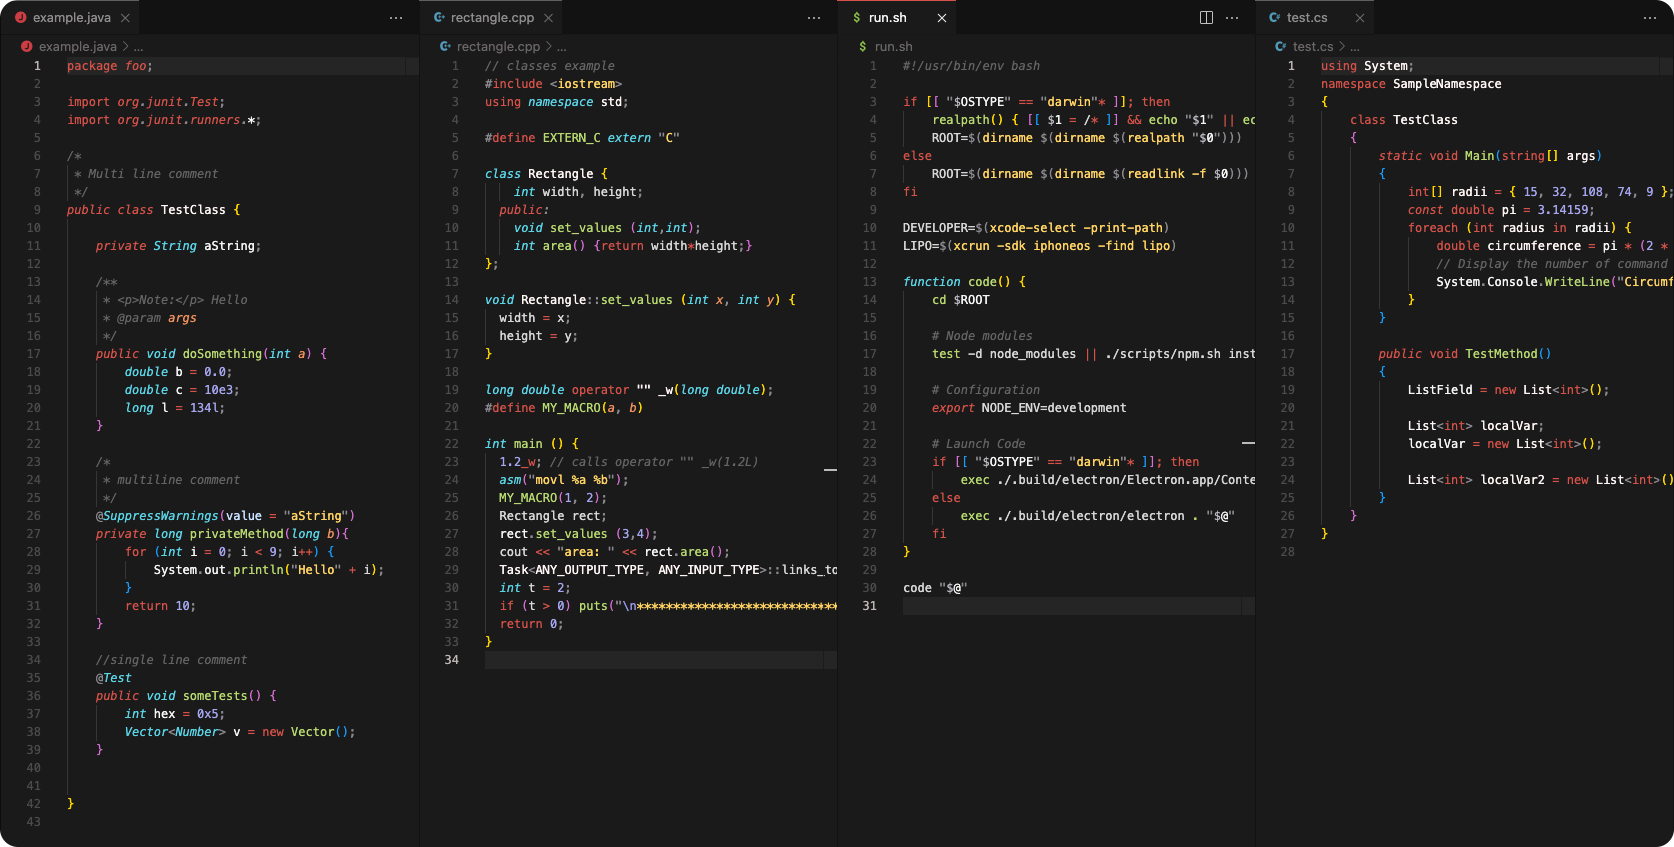 example.java
example.java > ...
1 package foo;
2
3 import org.junit.Test;
4 import org.junit.runners.*;
5
6 /*
7  * Multi line comment
8  */
9 public class TestClass {
10
11     private String aString;
12
13     /**
14      * <p>Note:</p> Hello
15      * @param args
16      */
17     public void doSomething(int a) {
18         double b = 0.0;
19         double c = 10e3;
20         long l = 134l;
21     }
22
23     /*
24      * multiline comment
25      */
26     @SuppressWarnings(value = "aString")
27     private long privateMethod(long b){
28         for (int i = 0; i < 9; i++) {
29             System.out.println("Hello" + i);
30         }
31         return 10;
32     }
33
34     //single line comment
35     @Test
36     public void someTests() {
37         int hex = 0x5;
38         Vector<Number> v = new Vector();
39     }
40
41
42 }
43
rectangle.cpp
rectangle.cpp > ...
1 // classes example
2 #include <iostream>
3 using namespace std;
4
5 #define EXTERN_C extern "C"
6
7 class Rectangle {
8     int width, height;
9   public:
10     void set_values (int,int);
11     int area() {return width*height;}
12 };
13
14 void Rectangle::set_values (int x, int y) {
15   width = x;
16   height = y;
17 }
18
19 long double operator "" _w(long double);
20 #define MY_MACRO(a, b)
21
22 int main () {
23   1.2_w; // calls operator "" _w(1.2L)
24   asm("movl %a %b");
25   MY_MACRO(1, 2);
26   Rectangle rect;
27   rect.set_values (3,4);
28   cout << "area: " << rect.area();
29   Task<ANY_OUTPUT_TYPE, ANY_INPUT_TYPE>::links_to
30   int t = 2;
31   if (t > 0) puts("\n****************************
32   return 0;
33 }
34
$ run.sh
$ run.sh
1 #!/usr/bin/env bash
2
3 if [[ "$OSTYPE" == "darwin"* ]]; then
4     realpath() { [[ $1 = /* ]] && echo "$1" || ec
5     ROOT=$(dirname $(dirname $(realpath "$0")))
6 else
7     ROOT=$(dirname $(dirname $(readlink -f $0)))
8 fi
9
10 DEVELOPER=$(xcode-select -print-path)
11 LIPO=$(xcrun -sdk iphoneos -find lipo)
12
13 function code() {
14     cd $ROOT
15
16     # Node modules
17     test -d node_modules || ./scripts/npm.sh inst
18
19     # Configuration
20     export NODE_ENV=development
21
22     # Launch Code
23     if [[ "$OSTYPE" == "darwin"* ]]; then
24         exec ./.build/electron/Electron.app/Conte
25     else
26         exec ./.build/electron/electron . "$@"
27     fi
28 }
29
30 code "$@"
31
test.cs
test.cs > ...
1 using System;
2 namespace SampleNamespace
3 {
4     class TestClass
5     {
6         static void Main(string[] args)
7         {
8             int[] radii = { 15, 32, 108, 74, 9 };
9             const double pi = 3.14159;
10             foreach (int radius in radii) {
11                 double circumference = pi * (2 *
12                 // Display the number of command
13                 System.Console.WriteLine("Circumf
14             }
15         }
16
17         public void TestMethod()
18         {
19             ListField = new List<int>();
20
21             List<int> localVar;
22             localVar = new List<int>();
23
24             List<int> localVar2 = new List<int>()
25         }
26     }
27 }
28